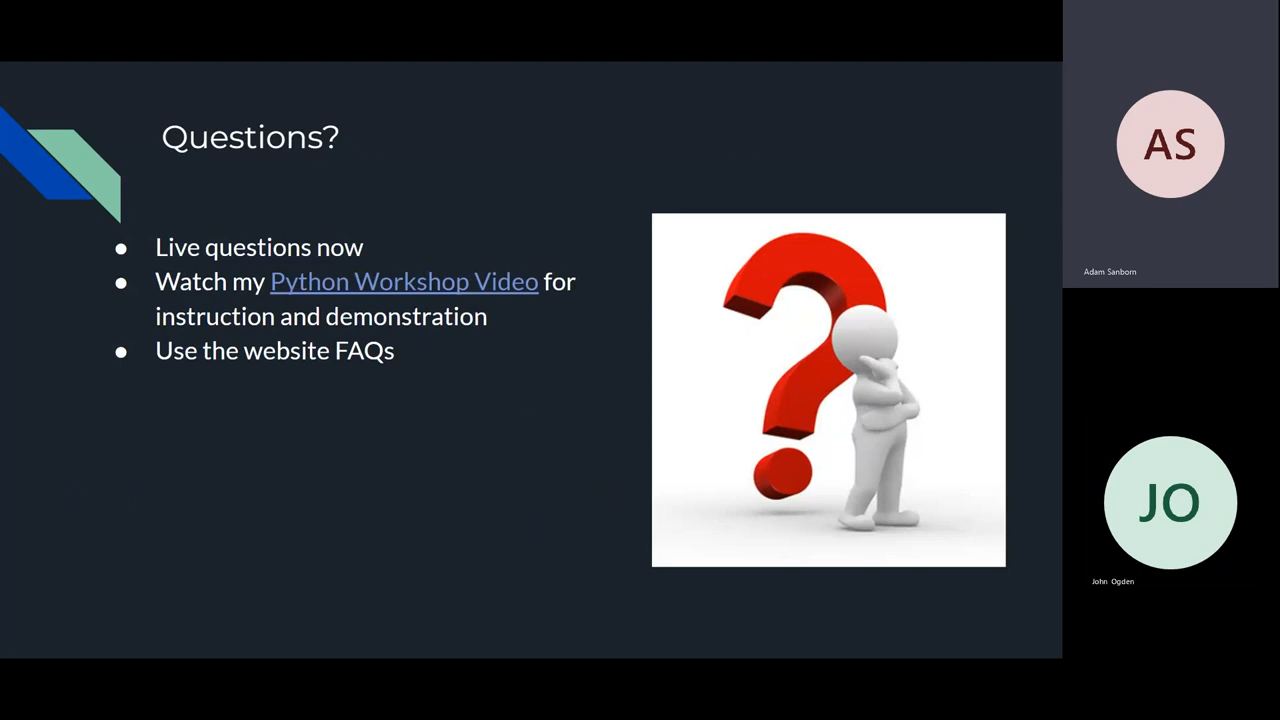 Questions?
Live questions now
Watch my Python Workshop Video for
instruction and demonstration
Use the website FAQs
AS
Adam Sanborn
JO
John Ogden